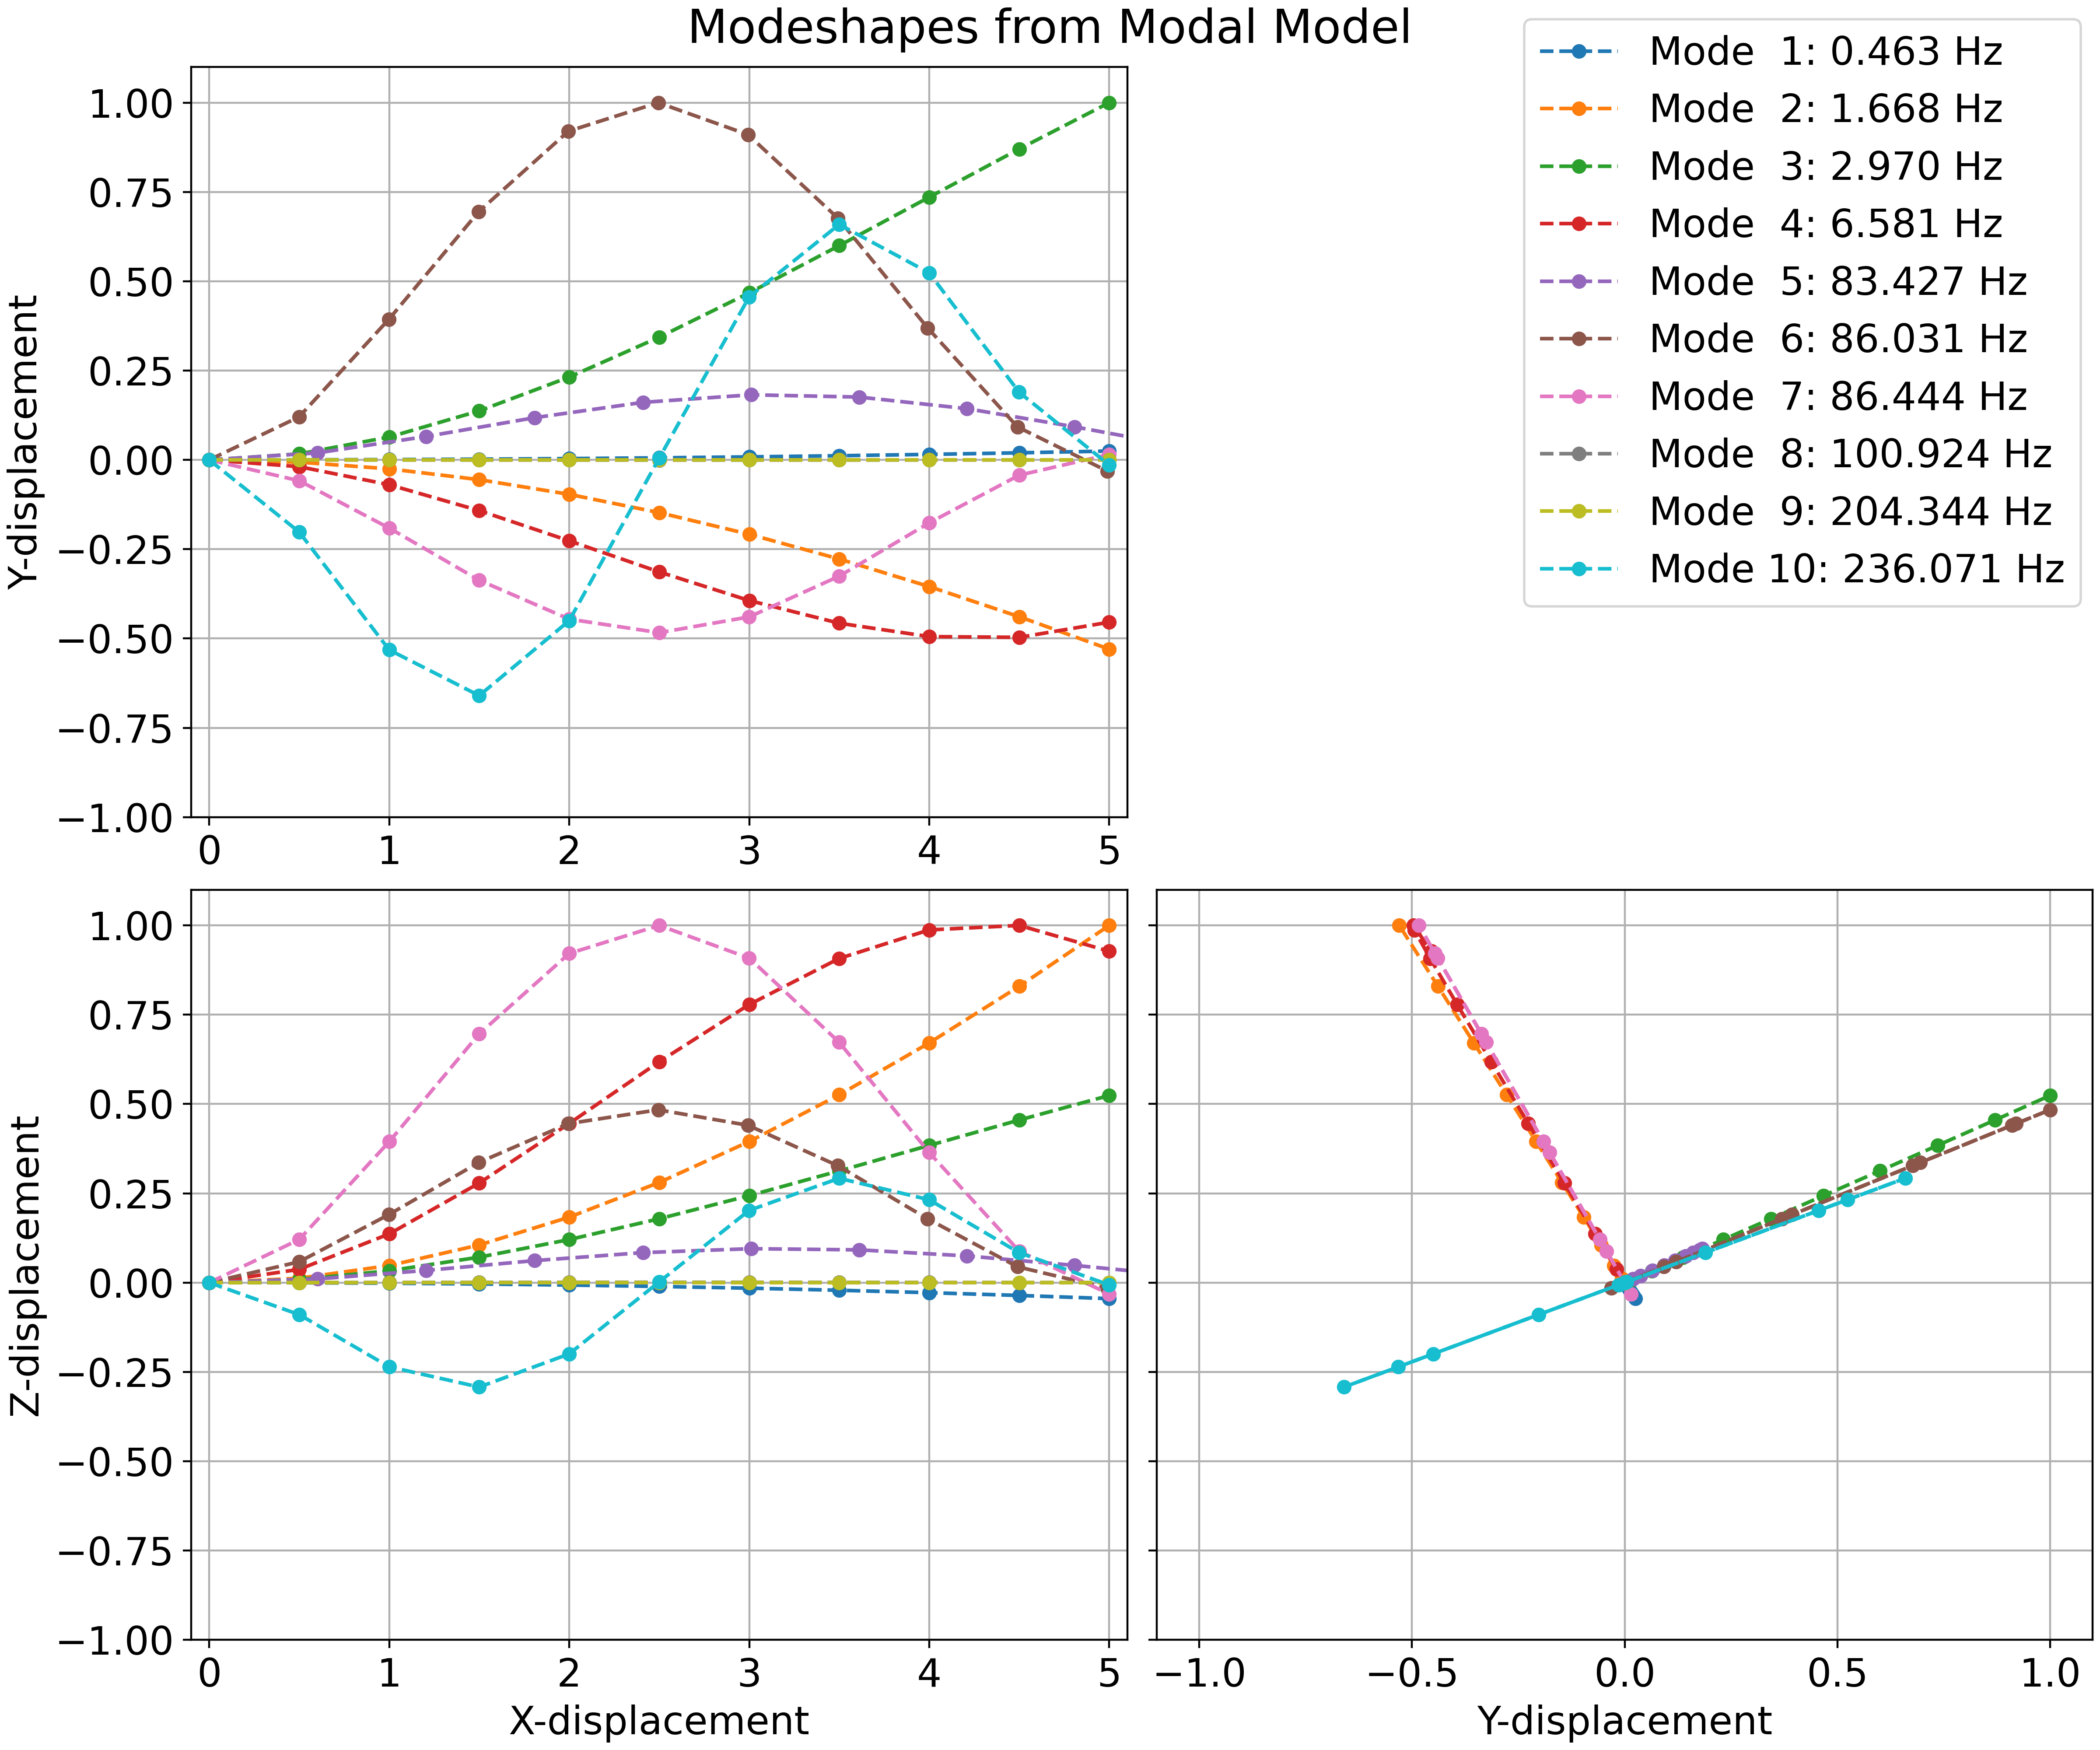 Modeshapes from Modal Model
Mode 1: 0.463 Hz
Mode 2: 1.668 Hz
Mode 3: 2.970 Hz
Mode 4: 6.581 Hz
Mode 5: 83.427 Hz
Mode 6: 86.031 Hz
Mode 7: 86.444 Hz
Mode 8: 100.924 Hz
Mode 9: 204.344 Hz
Mode 10: 236.071 Hz
Y-displacement
1.00
0.75
0.50
0.25
0.00
−0.25
−0.50
−0.75
−1.00
0 1 2 3 4 5
Z-displacement
1.00
0.75
0.50
0.25
0.00
−0.25
−0.50
−0.75
−1.00
0 1 2 3 4 5
X-displacement
−1.0 −0.5 0.0 0.5 1.0
Y-displacement